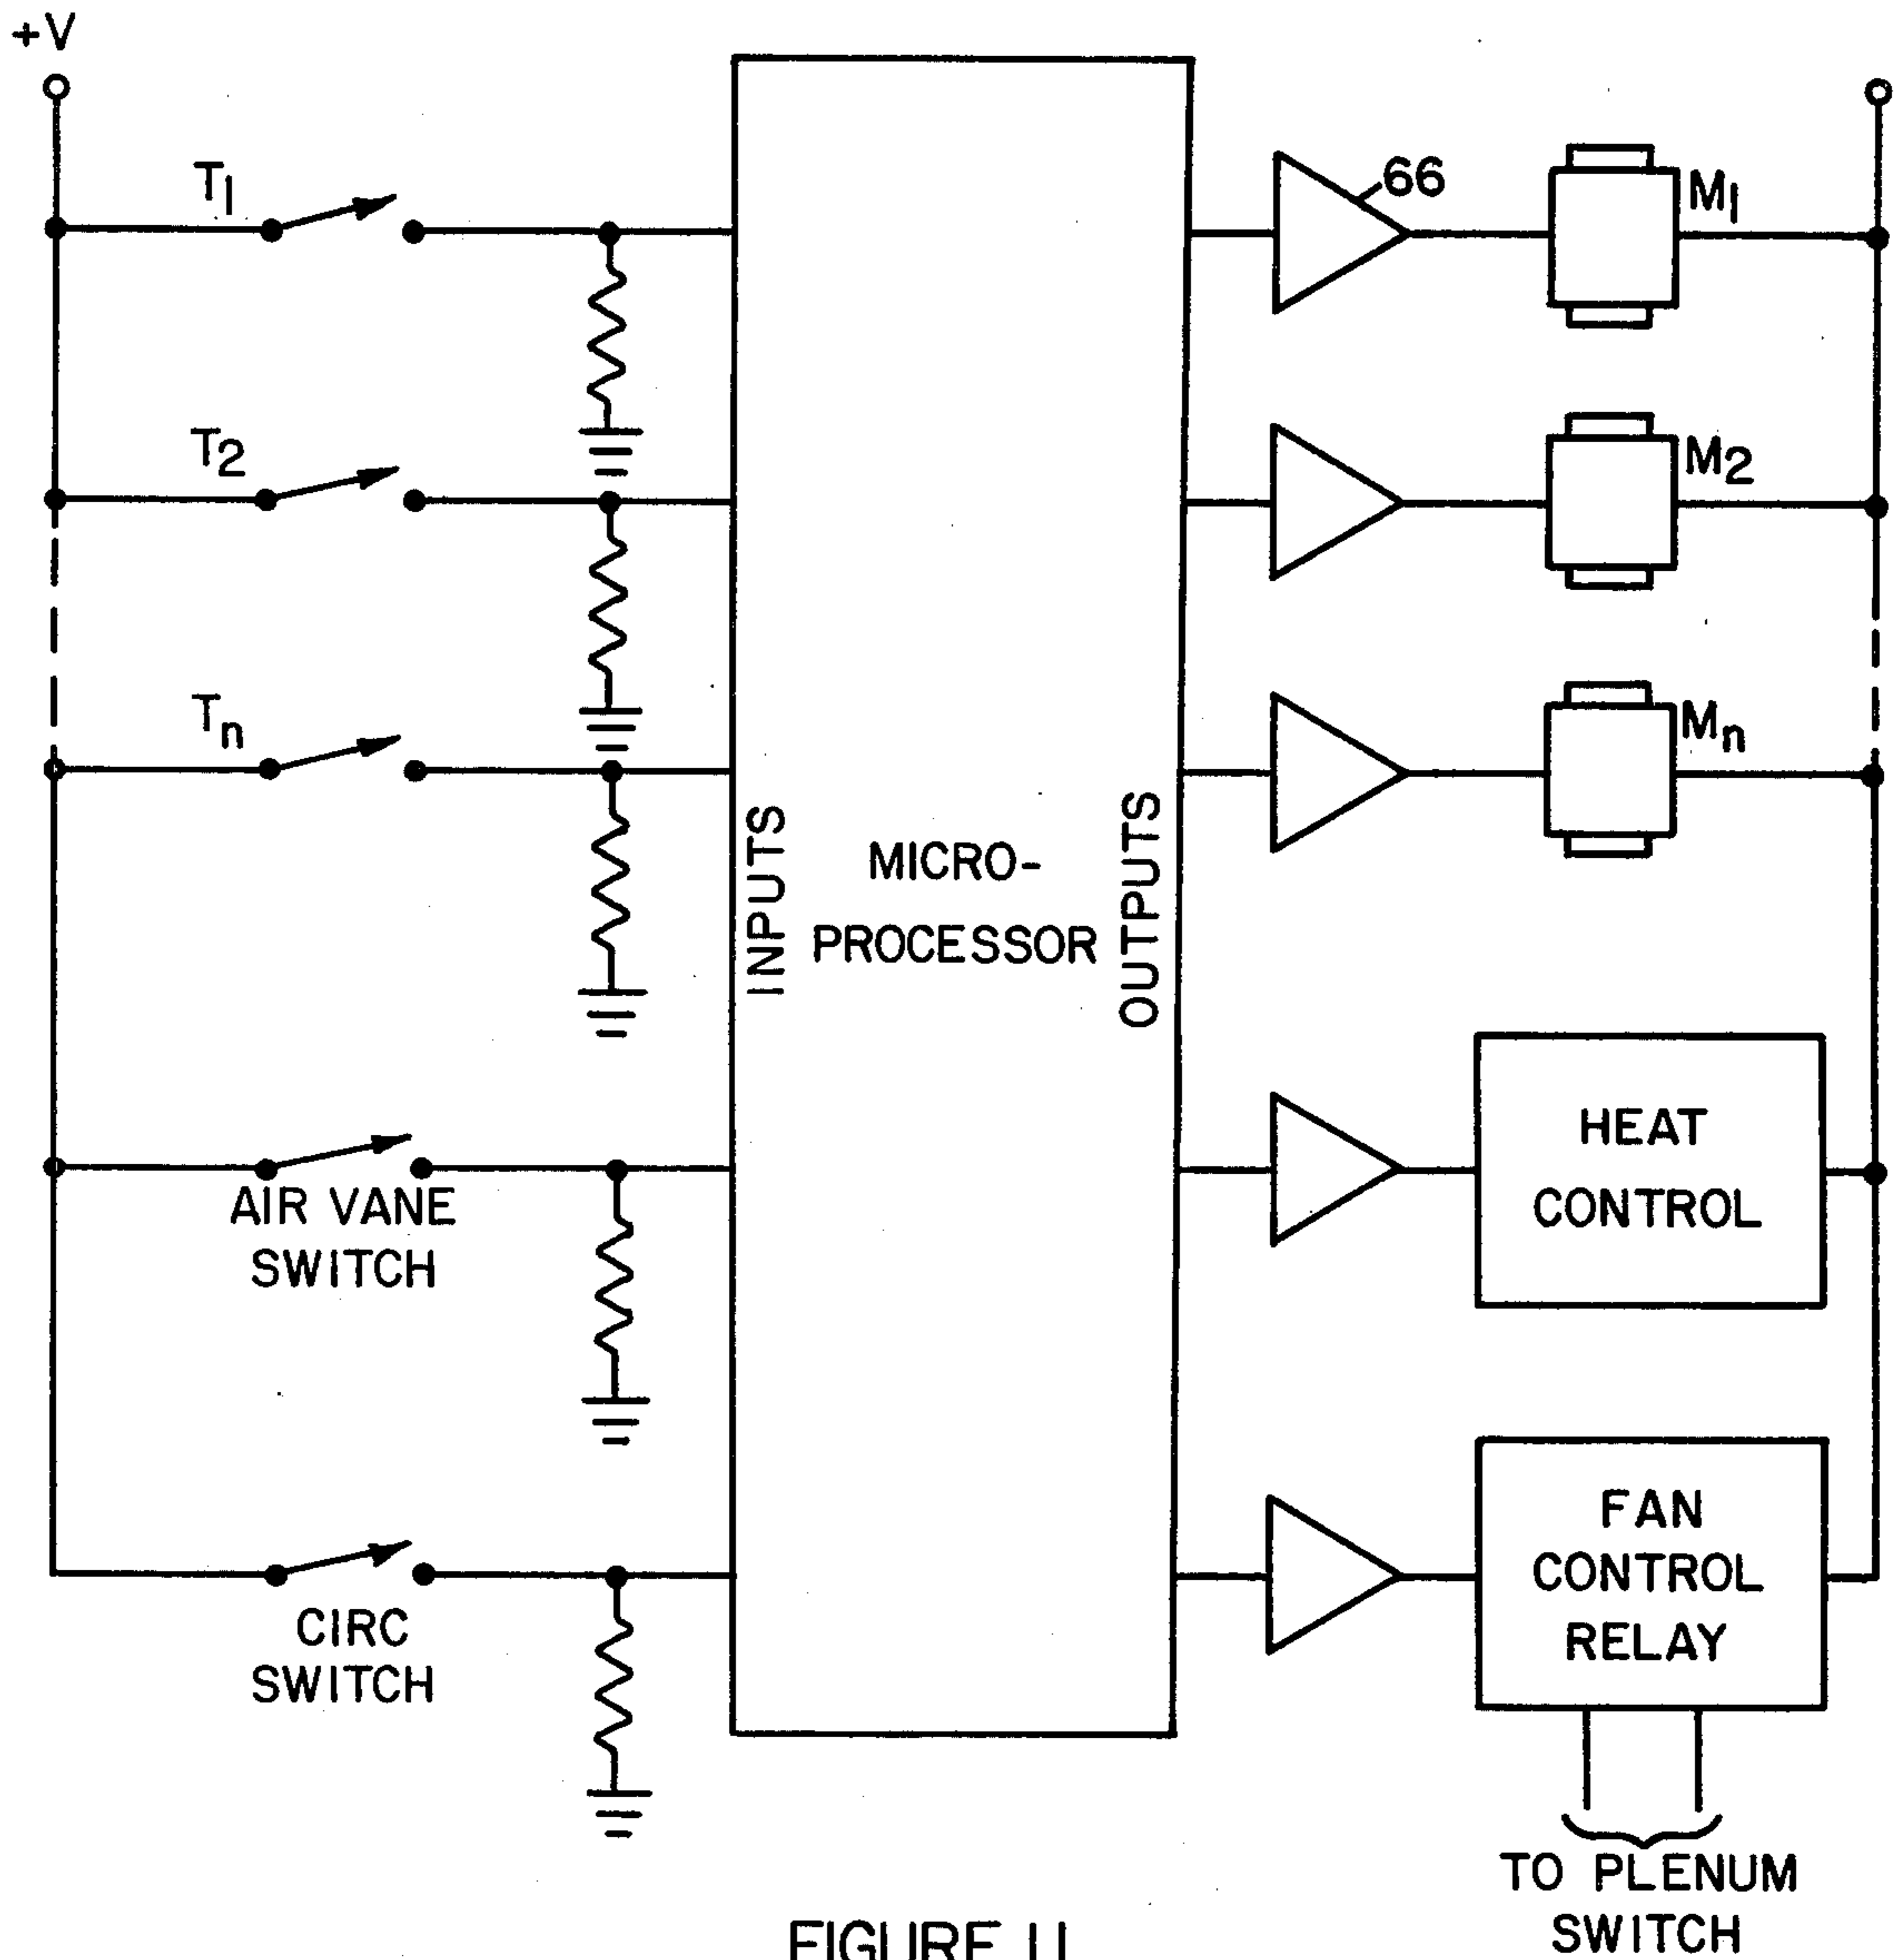 +V
T1
66
M1
T2
M2
Tn
Mn
INPUTS
MICRO-
PROCESSOR
OUTPUTS
AIR VANE
SWITCH
HEAT
CONTROL
CIRC
SWITCH
FAN
CONTROL
RELAY
TO PLENUM
SWITCH
FIGURE 11